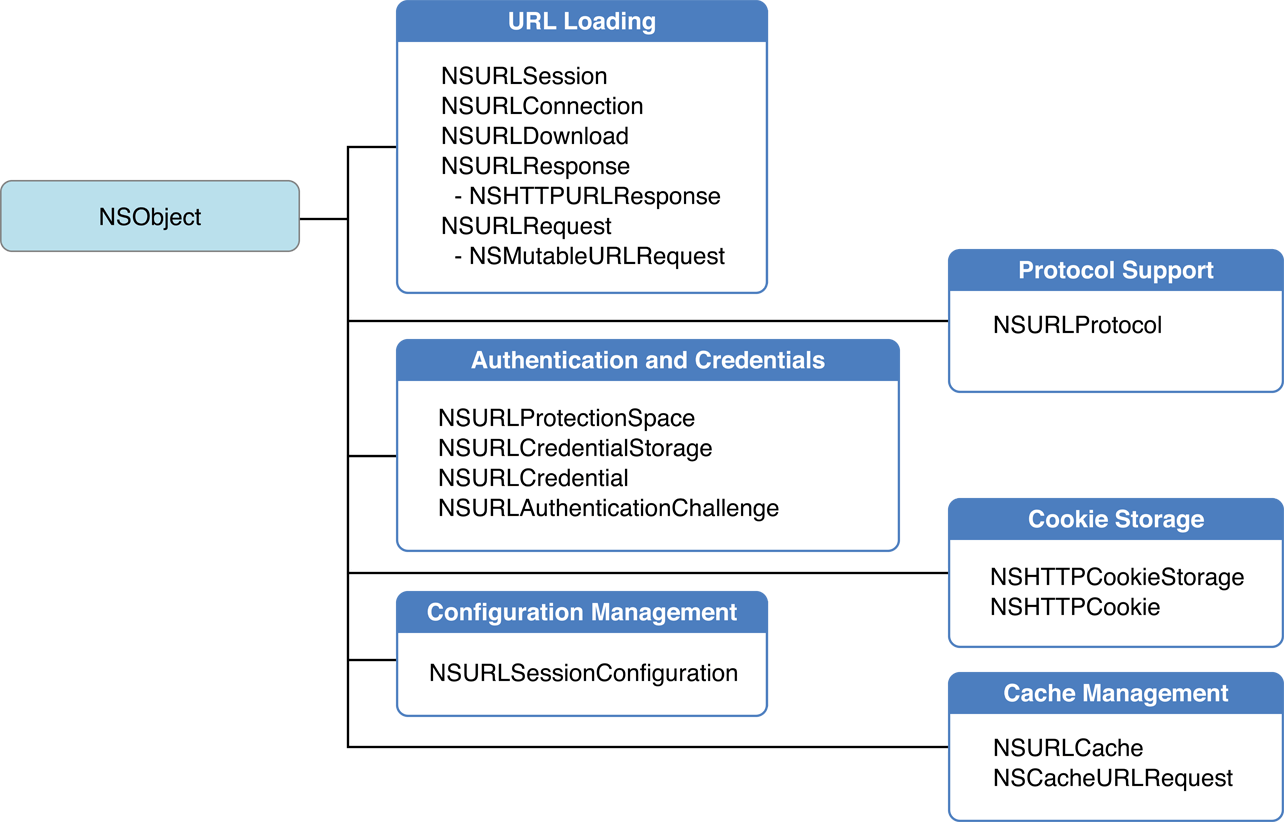 NSObject
URL Loading
NSURLSession
NSURLConnection
NSURLDownload
NSURLResponse
- NSHTTPURLResponse
NSURLRequest
- NSMutableURLRequest
Protocol Support
NSURLProtocol
Authentication and Credentials
NSURLProtectionSpace
NSURLCredentialStorage
NSURLCredential
NSURLAuthenticationChallenge
Cookie Storage
NSHTTPCookieStorage
NSHTTPCookie
Configuration Management
NSURLSessionConfiguration
Cache Management
NSURLCache
NSCacheURLRequest